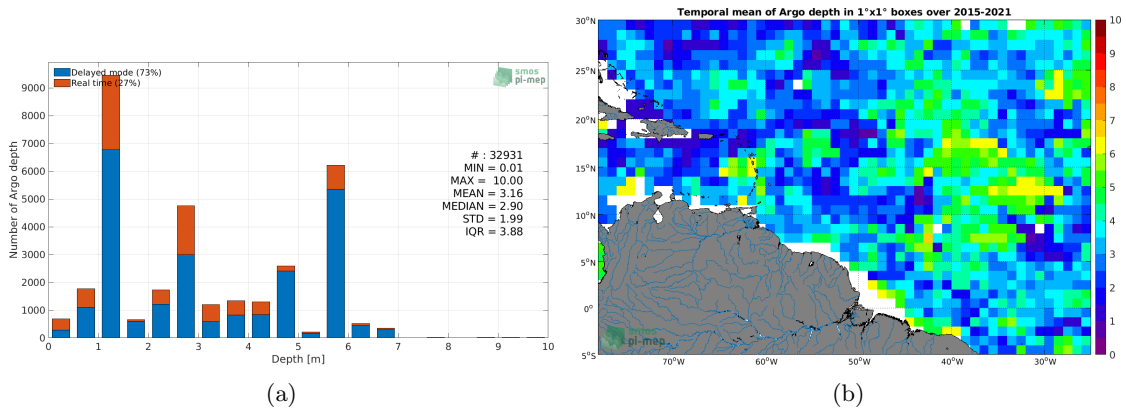 Delayed mode (73%)
Real time (27%)
smos
pi-mep
Number of Argo depth
9000
8000
7000
6000
5000
4000
3000
2000
1000
0
# : 32931
MIN = 0.01
MAX = 10.00
MEAN = 3.16
MEDIAN = 2.90
STD = 1.99
IQR = 3.88
0 1 2 3 4 5 6 7 8 9 10
Depth [m]
(a)
Temporal mean of Argo depth in 1°x1° boxes over 2015-2021
30°N
25°N
20°N
15°N
10°N
5°N
0°
5°S
70°W 60°W 50°W 40°W 30°W
smos
pi-mep
10
9
8
7
6
5
4
3
2
1
0
(b)